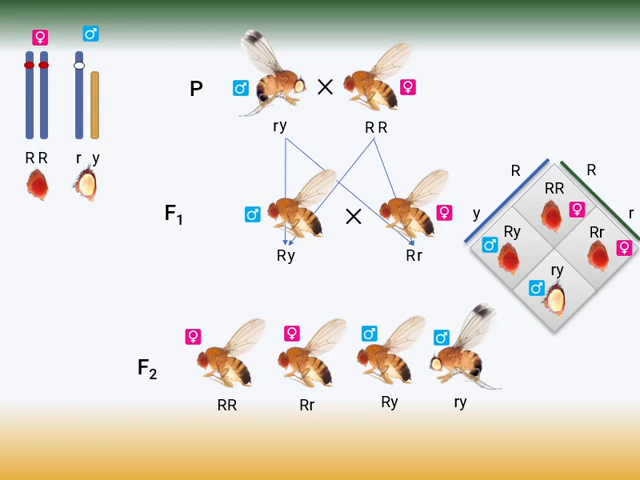 ♀ ♂
R R r y
P ♂ × ♀
ry R R
F₁ ♂ × ♀
Ry Rr
R R
y r
RR ♀
♂ Ry Rr ♀
♂ ry
F₂ ♀ ♀ ♂ ♂
RR Rr Ry ry